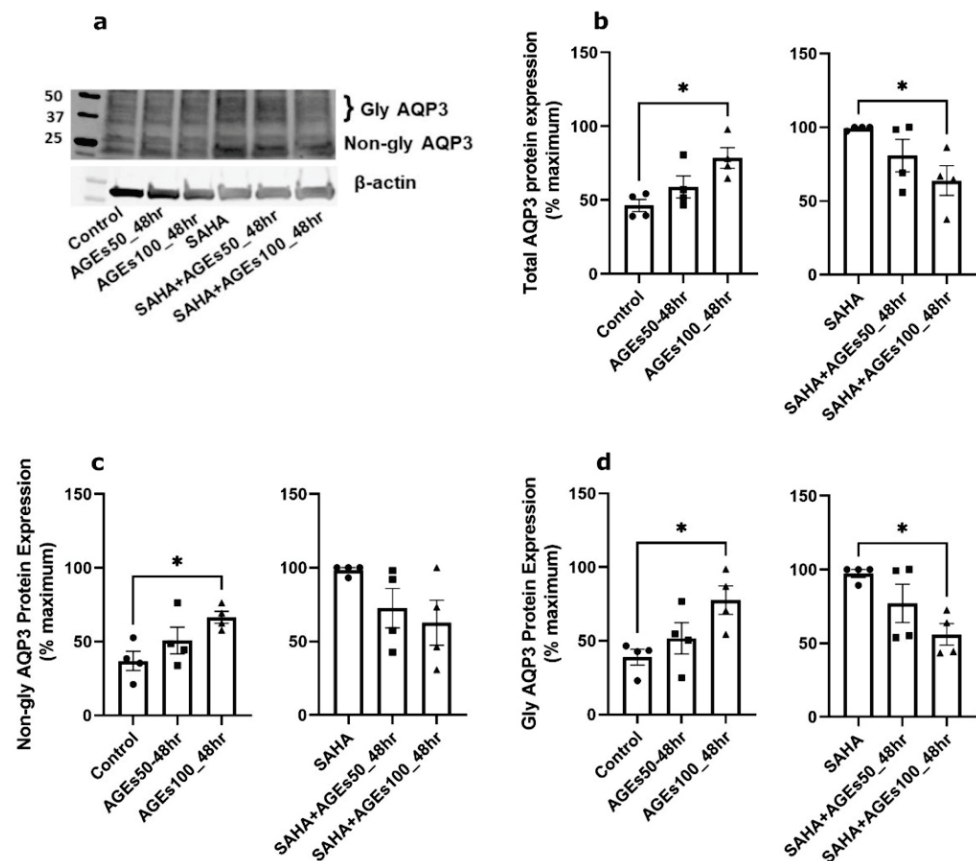 a
50
37
25
Gly AQP3
Non-gly AQP3
β-actin
Control
AGEs50_48hr
AGEs100_48hr
SAHA
SAHA+AGEs50_48hr
SAHA+AGEs100_48hr
b
Total AQP3 protein expression
(% maximum)
150
100
50
0
*
Control
AGEs50-48hr
AGEs100_48hr
150
100
50
0
*
SAHA
SAHA+AGEs50_48hr
SAHA+AGEs100_48hr
c
Non-gly AQP3 Protein Expression
(% maximum)
150
100
50
0
*
Control
AGEs50-48hr
AGEs100_48hr
150
100
50
0
SAHA
SAHA+AGEs50_48hr
SAHA+AGEs100_48hr
d
Gly AQP3 Protein Expression
(% maximum)
150
100
50
0
*
Control
AGEs50-48hr
AGEs100_48hr
150
100
50
0
*
SAHA
SAHA+AGEs50_48hr
SAHA+AGEs100_48hr